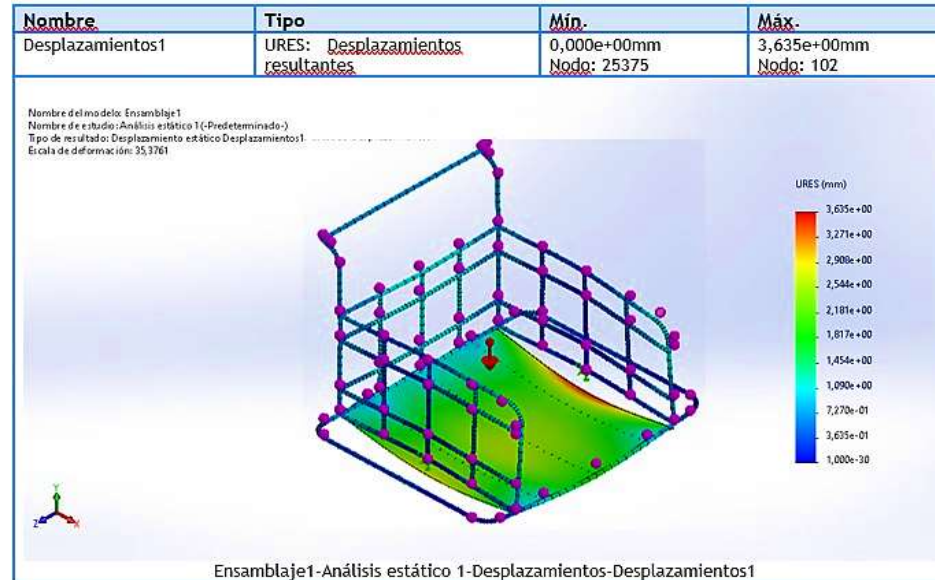 Nombre Tipo Mín. Máx.
Desplazamientos1 URES: Desplazamientos resultantes 0,000e+00mm Nodo: 25375 3,635e+00mm Nodo: 102
Nombre del modelo: Ensamblaje1
Nombre de estudio: Análisis estático 1(-Predeterminado-)
Tipo de resultado: Desplazamiento estático Desplazamientos1
Escala de deformación: 35,3761
URES (mm)
3,635e+00
3,271e+00
2,908e+00
2,544e+00
2,181e+00
1,817e+00
1,454e+00
1,090e+00
7,270e-01
3,635e-01
1,000e-30
Y
Z
X
Ensamblaje1-Análisis estático 1-Desplazamientos-Desplazamientos1